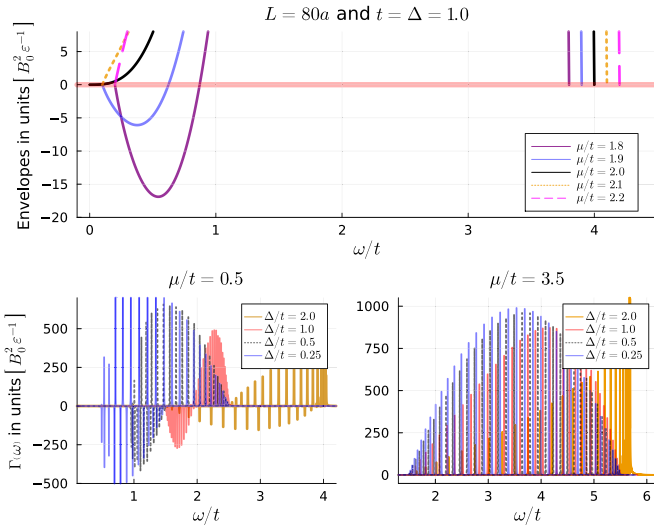 L = 80a and t = Δ = 1.0
Envelopes in units [B₀² ε⁻¹]
5
0
−5
−10
−15
−20
0
1
2
3
4
ω/t
μ/t = 1.8
μ/t = 1.9
μ/t = 2.0
μ/t = 2.1
μ/t = 2.2
μ/t = 0.5
Γ(ω) in units [B₀² ε⁻¹]
500
250
0
−250
−500
1
2
3
4
ω/t
Δ/t = 2.0
Δ/t = 1.0
Δ/t = 0.5
Δ/t = 0.25
μ/t = 3.5
1000
750
500
250
0
2
3
4
5
6
ω/t
Δ/t = 2.0
Δ/t = 1.0
Δ/t = 0.5
Δ/t = 0.25